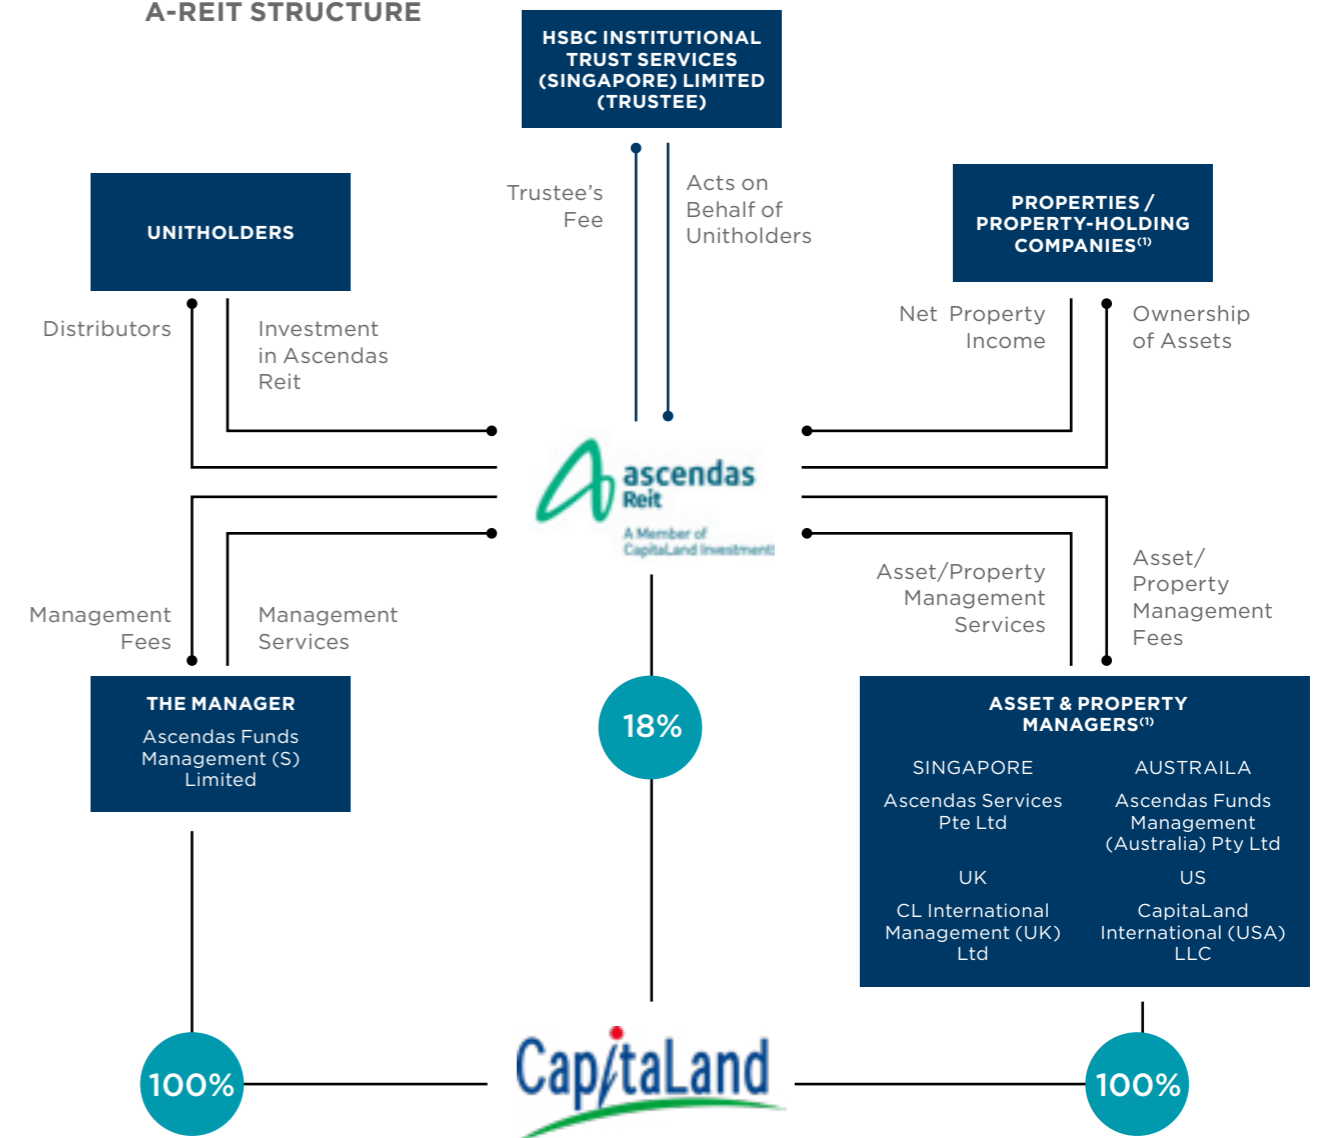 A-REIT STRUCTURE
HSBC INSTITUTIONAL
TRUST SERVICES
(SINGAPORE) LIMITED
(TRUSTEE)
Trustee's
Fee
Acts on
Behalf of
Unitholders
UNITHOLDERS
PROPERTIES /
PROPERTY-HOLDING
COMPANIES(1)
Distributors
Investment
in Ascendas
Reit
Net Property
Income
Ownership
of Assets
ascendas
Reit
A Member of
CapitaLand Investment
Management
Fees
Management
Services
Asset/Property
Management
Services
Asset/
Property
Management
Fees
THE MANAGER
Ascendas Funds
Management (S)
Limited
18%
ASSET & PROPERTY
MANAGERS(1)
SINGAPORE
Ascendas Services
Pte Ltd
AUSTRAILA
Ascendas Funds
Management
(Australia) Pty Ltd
UK
CL International
Management (UK)
Ltd
US
CapitaLand
International (USA)
LLC
100%
CapitaLand
100%